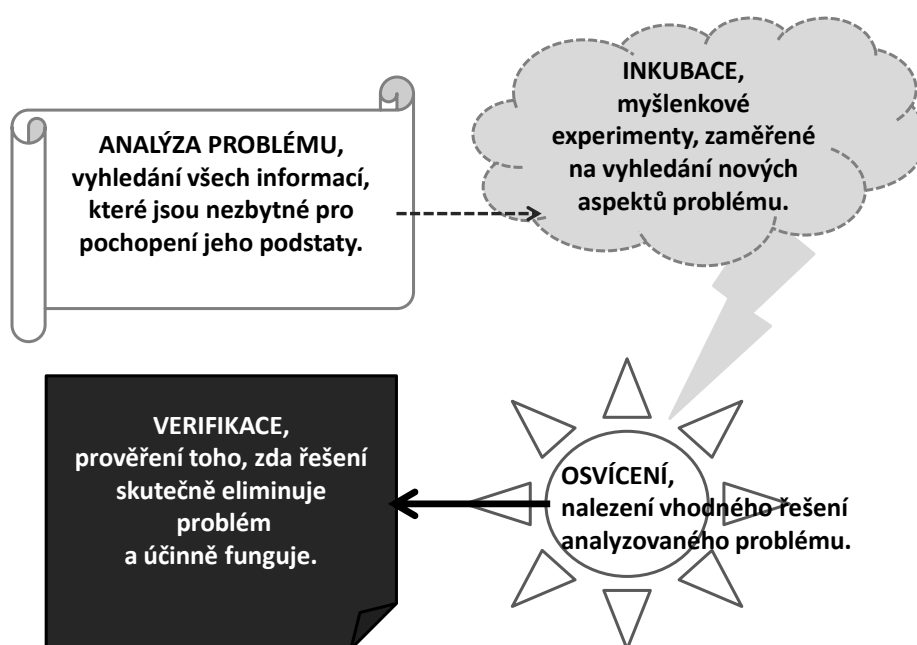 ANALÝZA PROBLÉMU,
vyhledání všech informací,
které jsou nezbytné pro
pochopení jeho podstaty.
INKUBACE,
myšlenkové
experimenty, zaměřené
na vyhledání nových
aspektů problému.
OSVÍCENÍ,
nalezení vhodného řešení
analyzovaného problému.
VERIFIKACE,
prověření toho, zda řešení
skutečně eliminuje
problém
a účinně funguje.